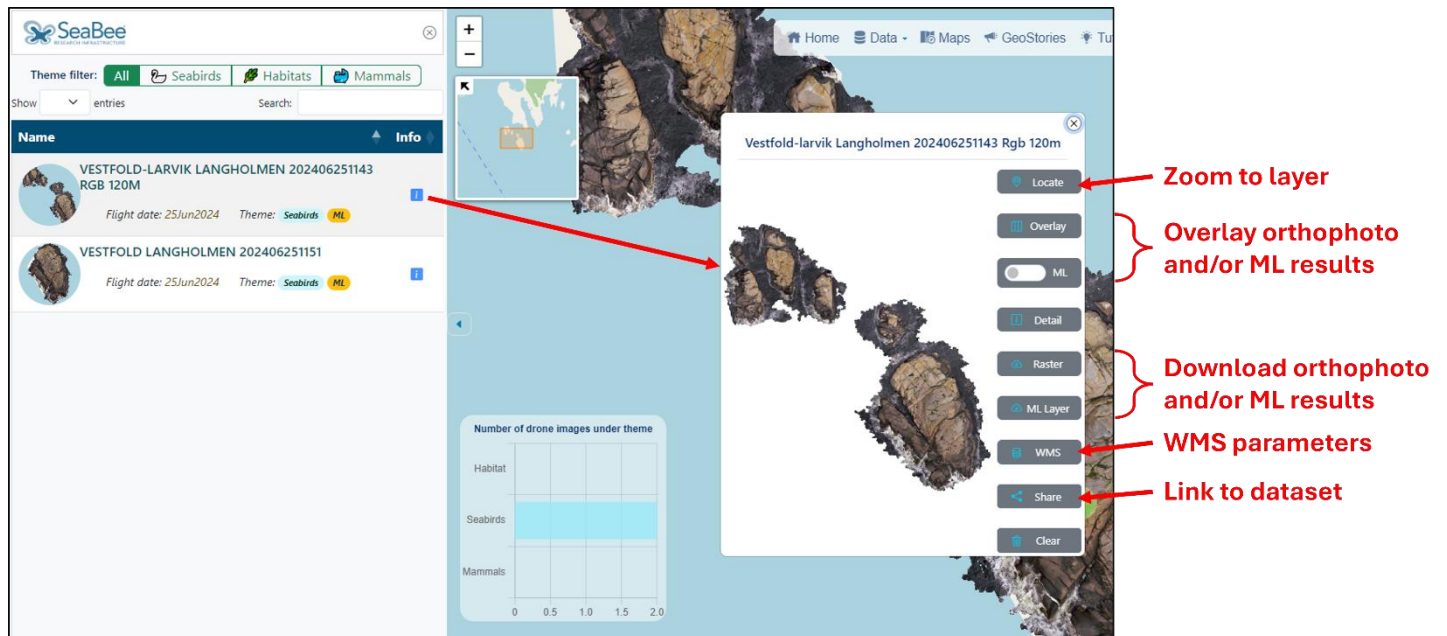 SeaBee
RESEARCH INFRASTRUCTURE
Theme filter: All Seabirds Habitats Mammals
Show entries Search:
Name Info
VESTFOLD-LARVIK LANGHOLMEN 202406251143
RGB 120M
Flight date: 25Jun2024 Theme: Seabirds ML
VESTFOLD LANGHOLMEN 202406251151
Flight date: 25Jun2024 Theme: Seabirds ML
+
−
Home Data Maps GeoStories Tu
Vestfold-larvik Langholmen 202406251143 Rgb 120m
Locate
Overlay
ML
Detail
Raster
ML Layer
WMS
Share
Clear
Number of drone images under theme
Habitat
Seabirds
Mammals
0 0.5 1.0 1.5 2.0
Zoom to layer
Overlay orthophoto
and/or ML results
Download orthophoto
and/or ML results
WMS parameters
Link to dataset